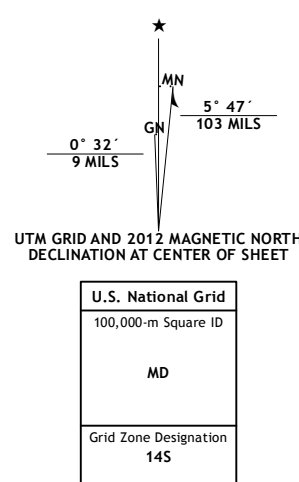 ★
MN
GN
5° 47´
103 MILS
0° 32´
9 MILS
UTM GRID AND 2012 MAGNETIC NORTH
DECLINATION AT CENTER OF SHEET
U.S. National Grid
100,000-m Square ID
MD
Grid Zone Designation
14S